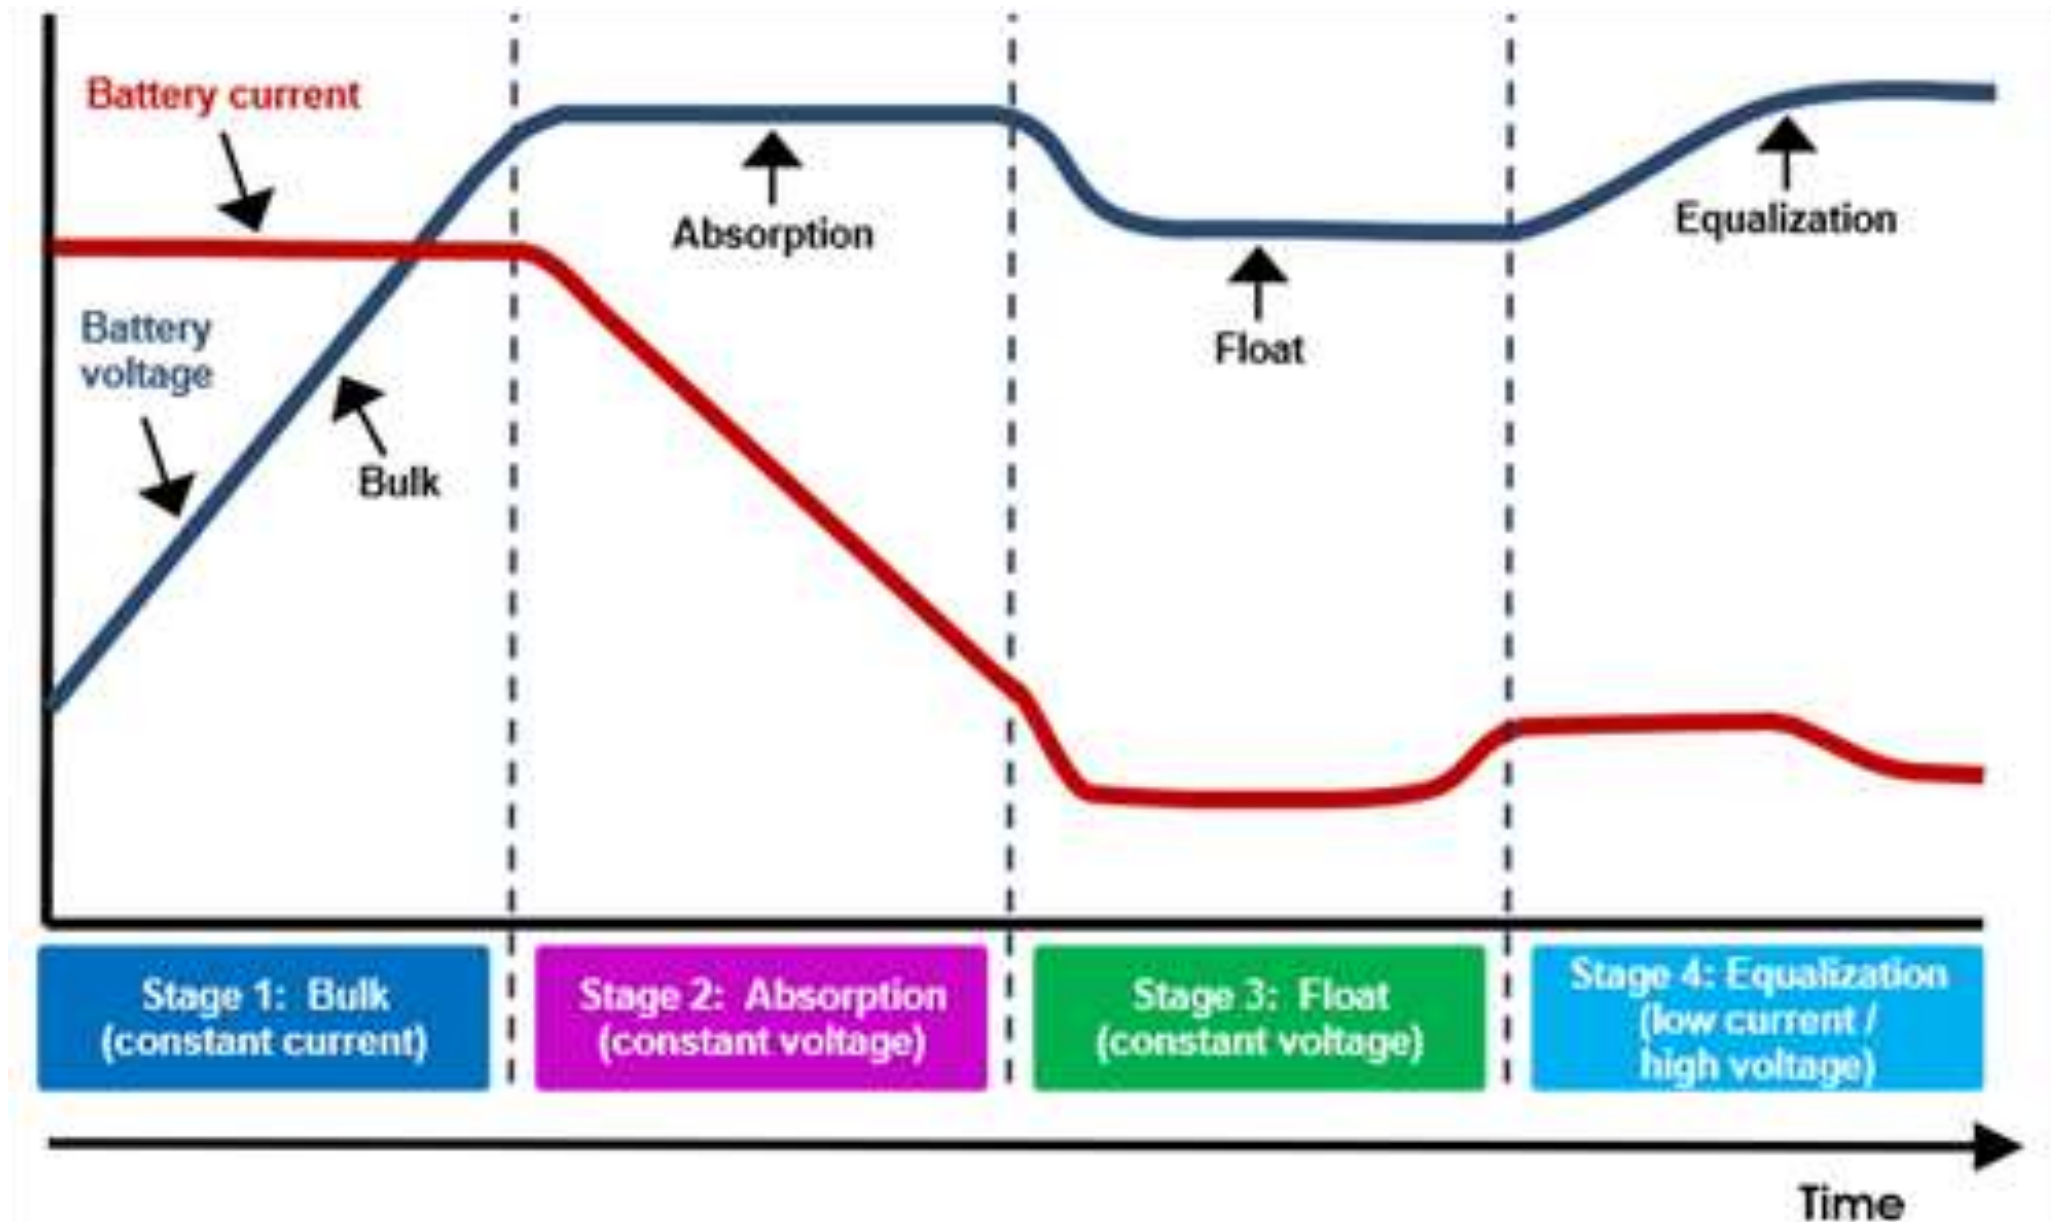 Battery current
Absorption
Equalization
Battery
voltage
Float
Bulk
Stage 1: Bulk
(constant current)
Stage 2: Absorption
(constant voltage)
Stage 3: Float
(constant voltage)
Stage 4: Equalization
(low current /
high voltage)
Time